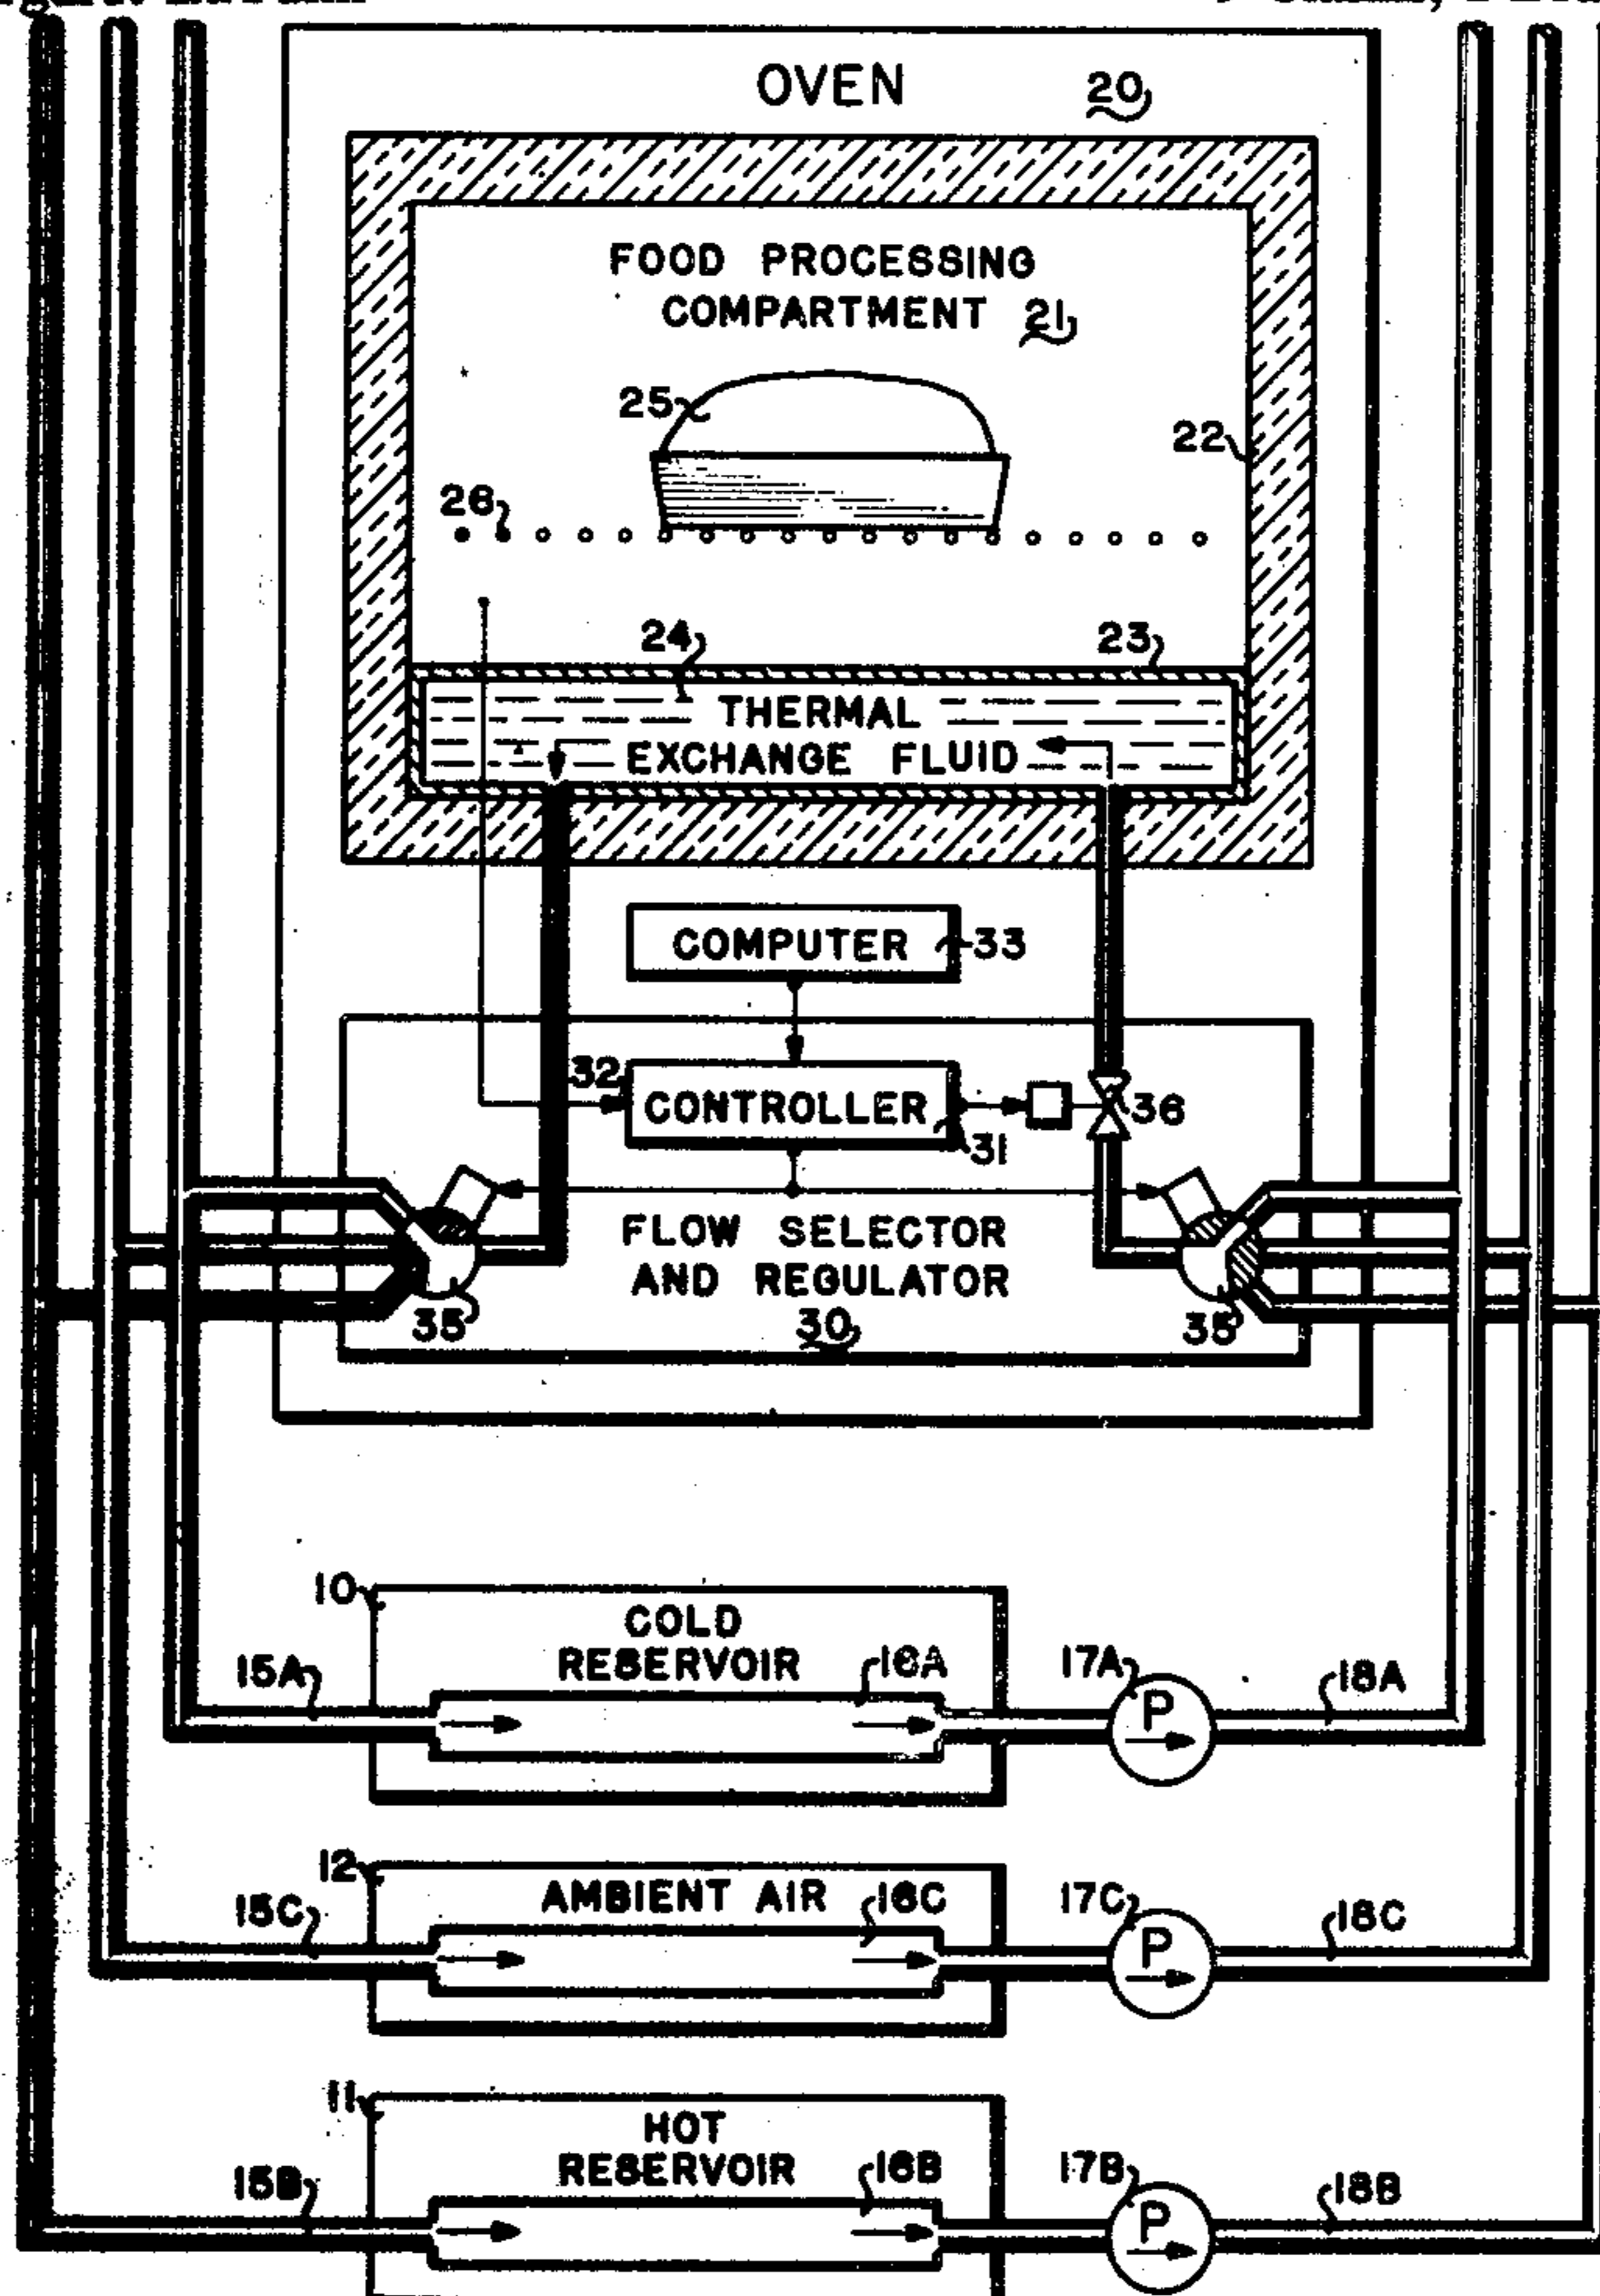 OVEN 20
FOOD PROCESSING
COMPARTMENT 21
25
22
26
24
23
THERMAL
EXCHANGE FLUID
COMPUTER 33
32
CONTROLLER
36
31
FLOW SELECTOR
AND REGULATOR
35
30
35
10
COLD
RESERVOIR
15A
16A
17A
18A
P
12
AMBIENT AIR
15C
16C
17C
18C
P
11
HOT
RESERVOIR
15B
16B
17B
18B
P